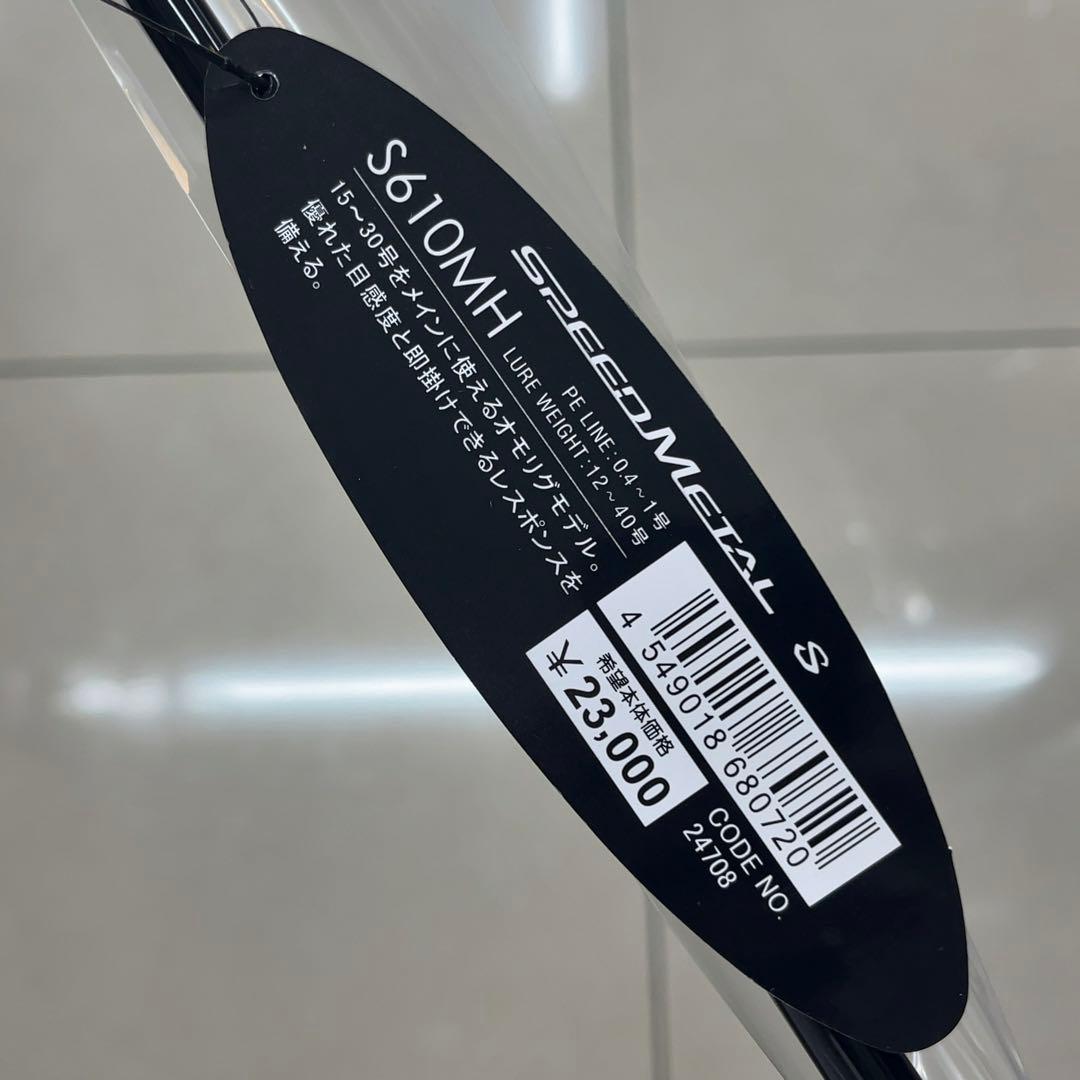 SPEEDMETAL S
S610MH
PE LINE:0.4~1号
LURE WEIGHT:12~40号
15~30号をメインに使えるオモリグモデル。
優れた目感度と即掛けできるレスポンスを
備える。
4 549018 680720
希望本体価格
¥23,000
CODE NO.
24708